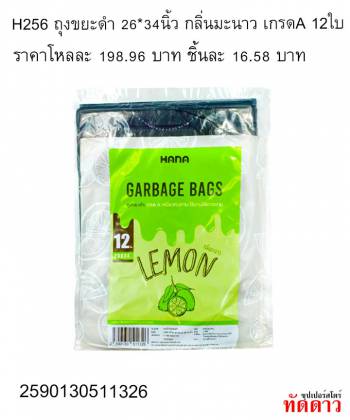 H256 ถุงขยะดำ 26*34นิ้ว กลิ่นมะนาว เกรดA 12ใบ
ราคาโหลละ 198.96 บาท ชิ้นละ 16.58 บาท
HANA
GARBAGE BAGS
12
26X34
LEMON
2590130511326
ซุปเปอร์สโตร์
ทัดดาว